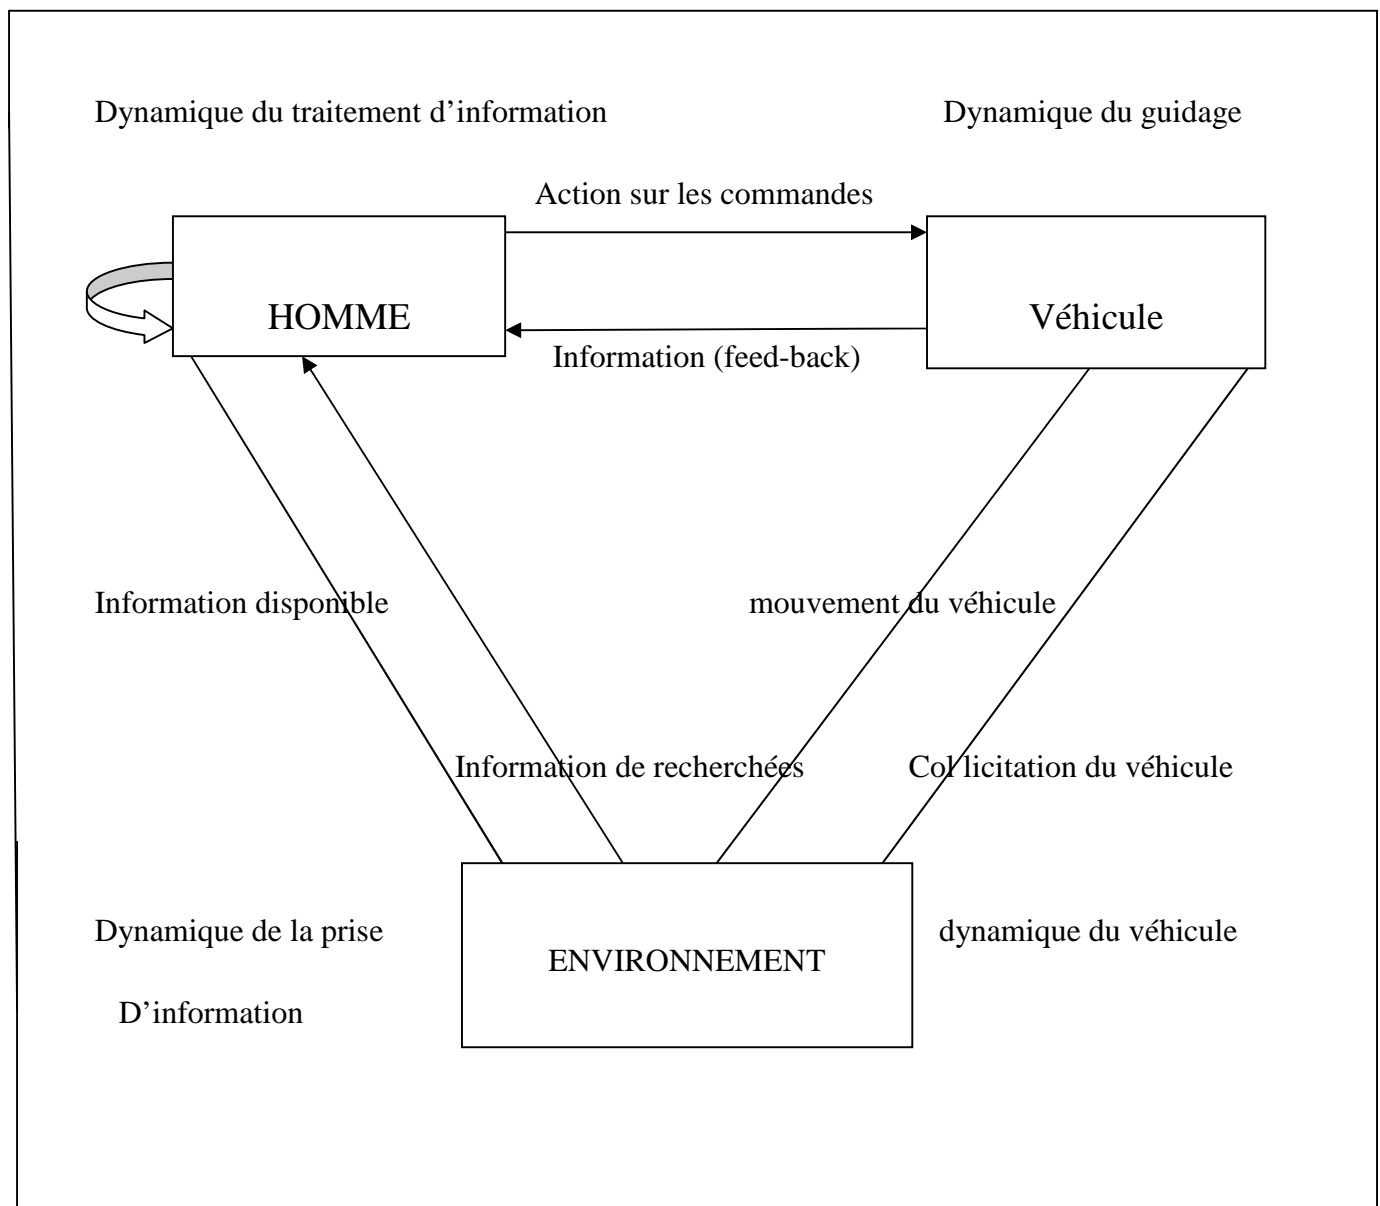 Dynamique du traitement d’information
Dynamique du guidage
Action sur les commandes
HOMME
Véhicule
Information (feed-back)
Information disponible
mouvement du véhicule
Information de recherchées
Col licitation du véhicule
Dynamique de la prise
dynamique du véhicule
ENVIRONNEMENT
D’information